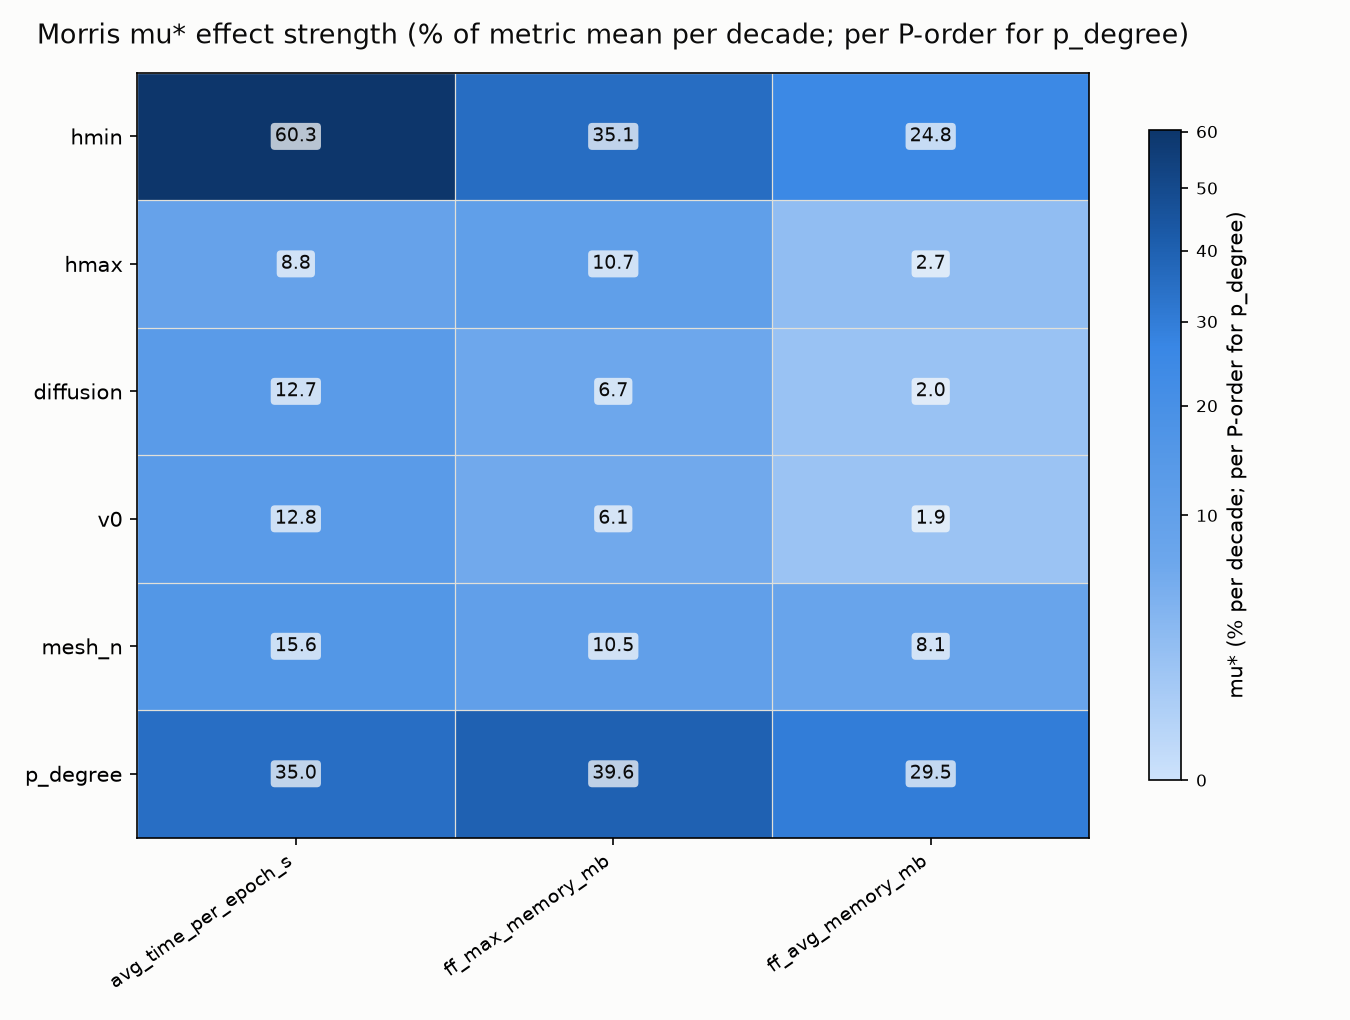 Morris mu* effect strength (% of metric mean per decade; per P-order for p_degree)
hmin 60.3 35.1 24.8
hmax 8.8 10.7 2.7
diffusion 12.7 6.7 2.0
v0 12.8 6.1 1.9
mesh_n 15.6 10.5 8.1
p_degree 35.0 39.6 29.5
avg_time_per_epoch_s
ff_max_memory_mb
ff_avg_memory_mb
60
50
40
30
20
10
0
mu* (% per decade; per P-order for p_degree)